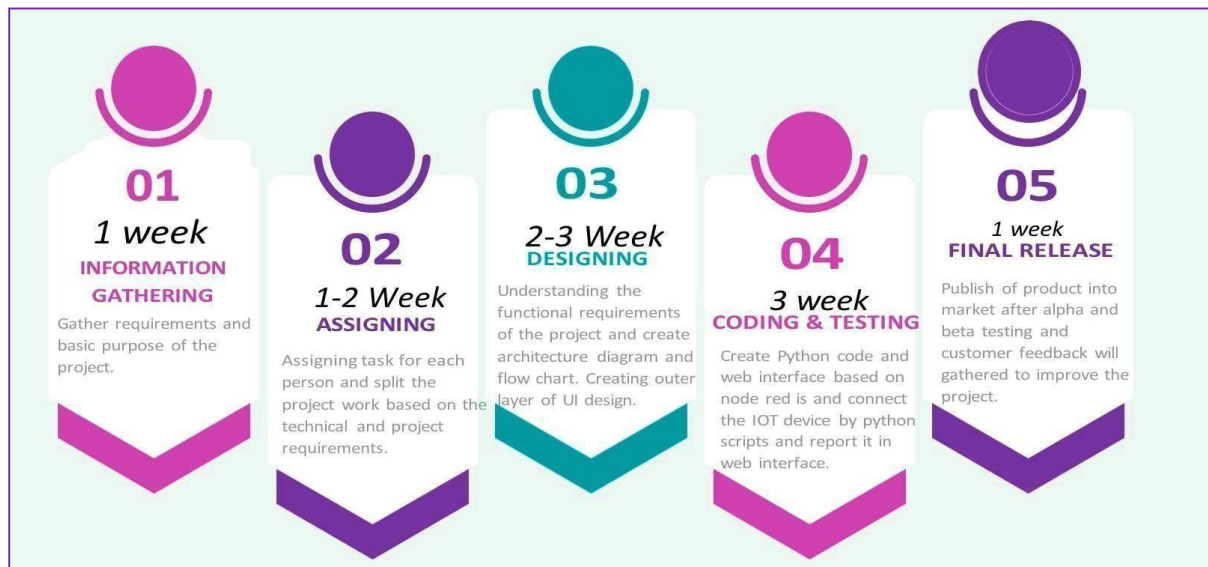 01
1 week
INFORMATION
GATHERING
Gather requirements and
basic purpose of the
project.
02
1-2 Week
ASSIGNING
Assigning task for each
person and split the
project work based on the
technical and project
requirements.
03
2-3 Week
DESIGNING
Understanding the
functional requirements
of the project and create
architecture diagram and
flow chart. Creating outer
layer of UI design.
04
3 week
CODING & TESTING
Create Python code and
web interface based on
node red is and connect
the IOT device by python
scripts and report it in
web interface.
05
1 week
FINAL RELEASE
Publish of product into
market after alpha and
beta testing and
customer feedback will
gathered to improve the
project.